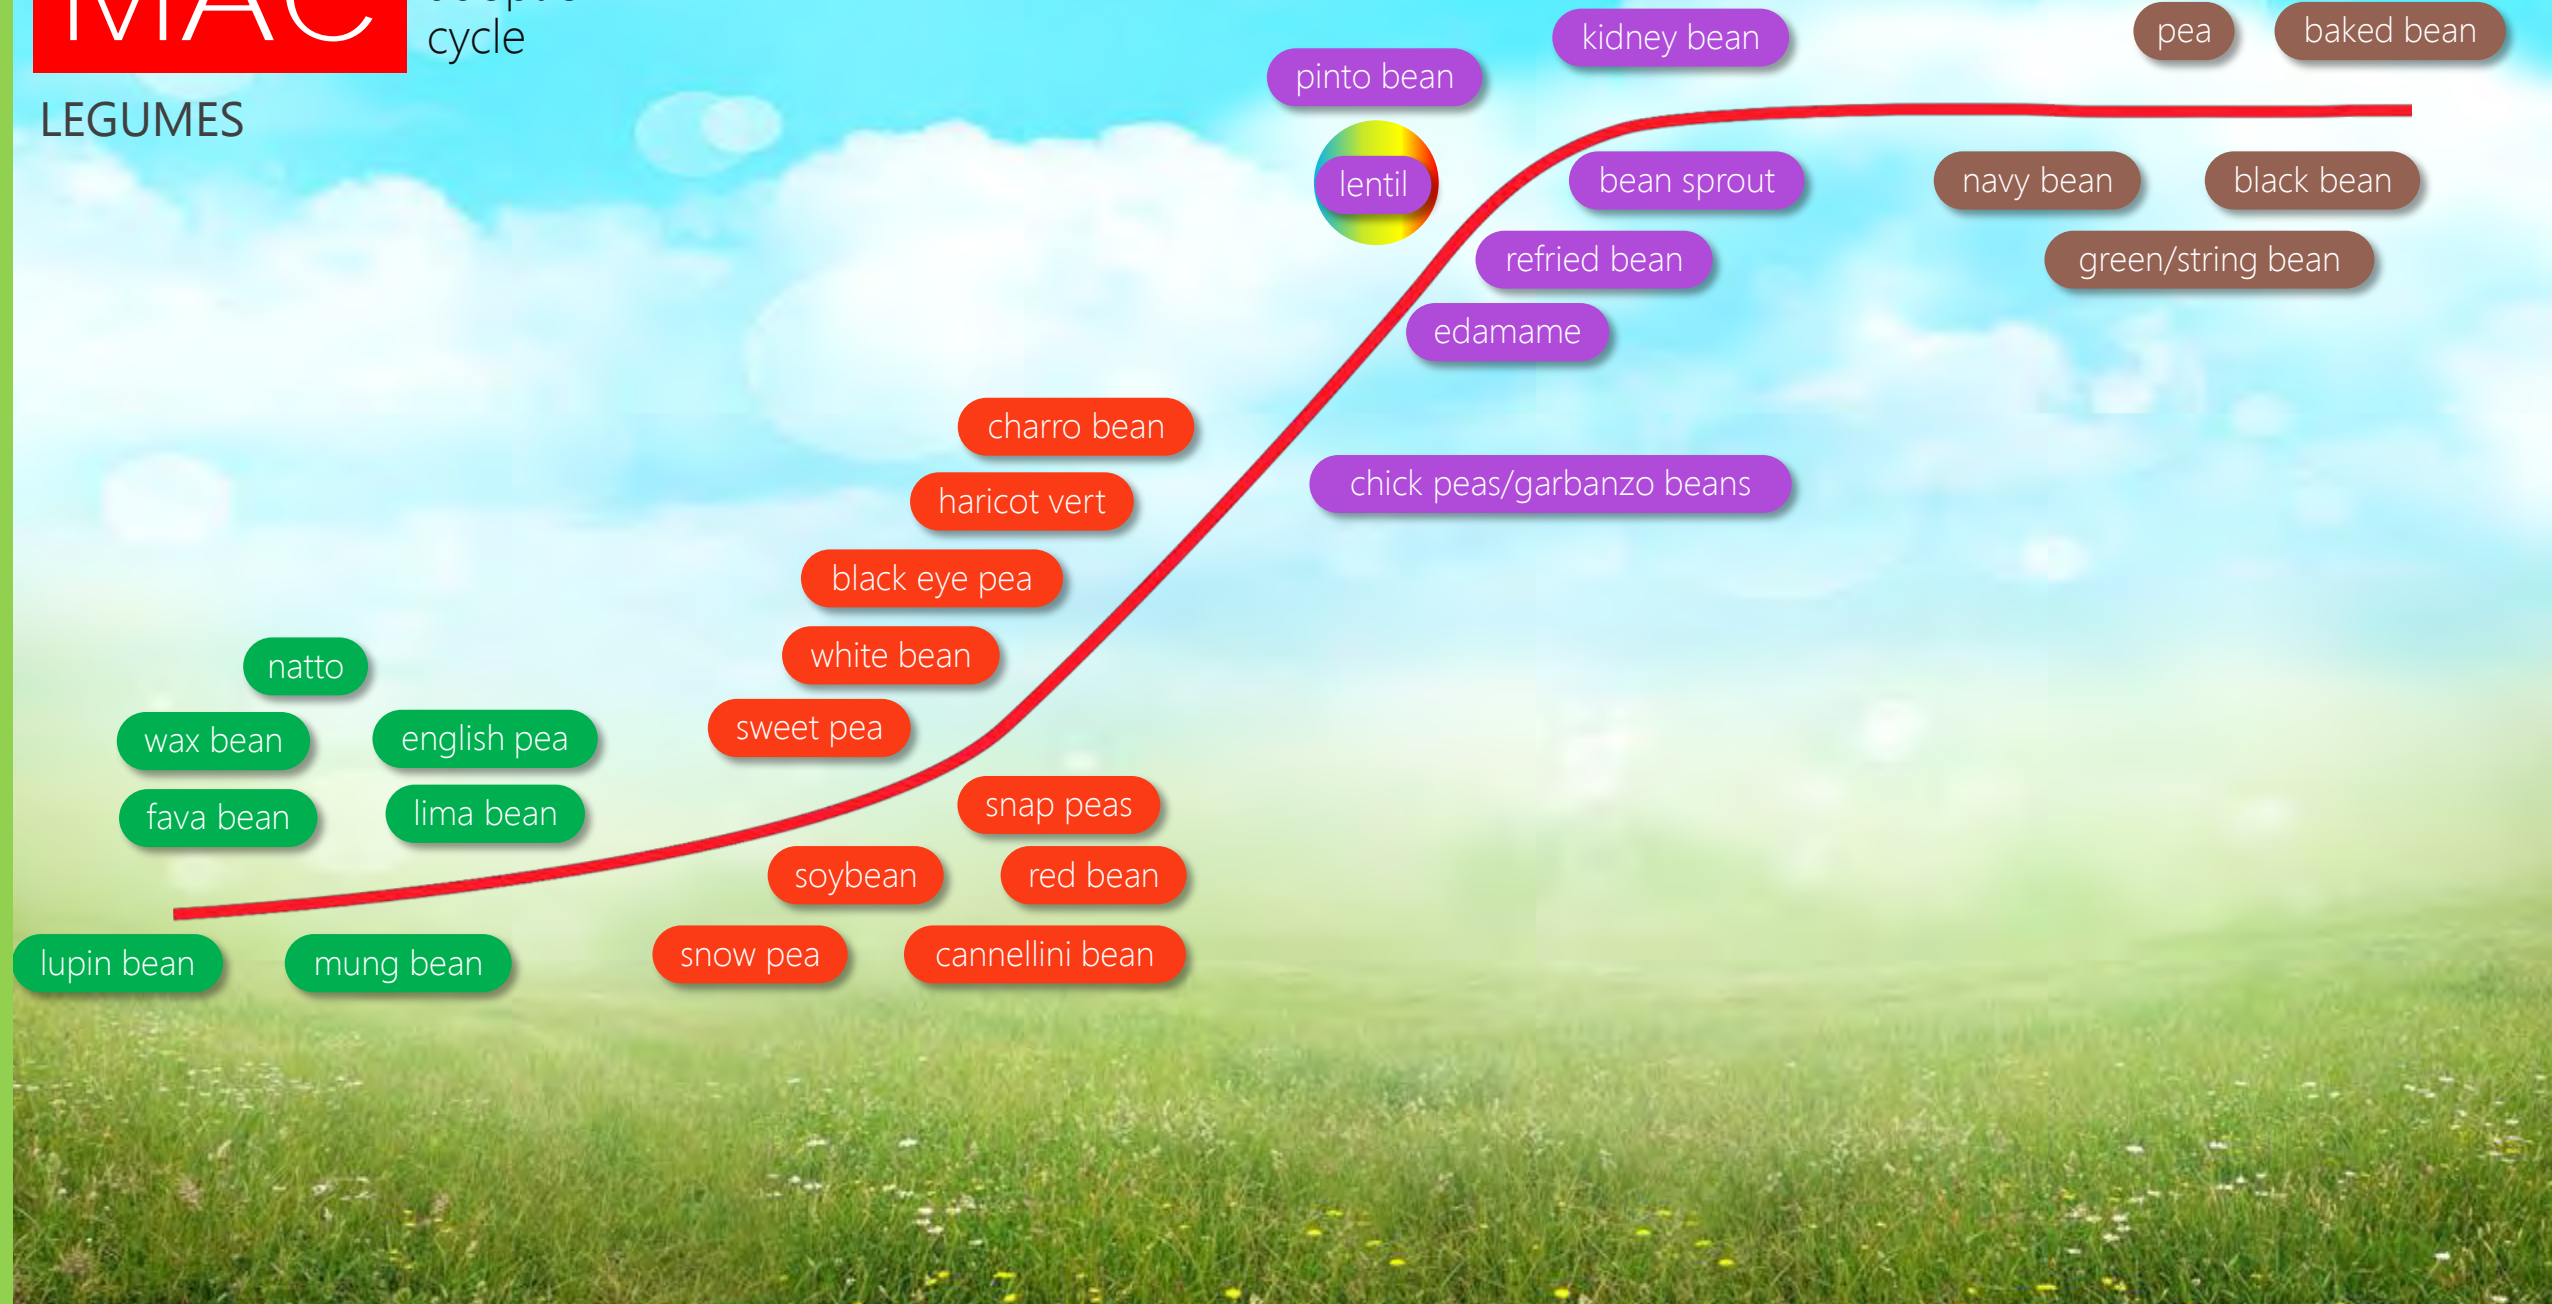 MAC
cycle
LEGUMES
kidney bean
pea
baked bean
pinto bean
lentil
bean sprout
navy bean
black bean
refried bean
green/string bean
edamame
charro bean
chick peas/garbanzo beans
haricot vert
black eye pea
white bean
natto
sweet pea
wax bean
english pea
fava bean
lima bean
snap peas
soybean
red bean
lupin bean
mung bean
snow pea
cannellini bean